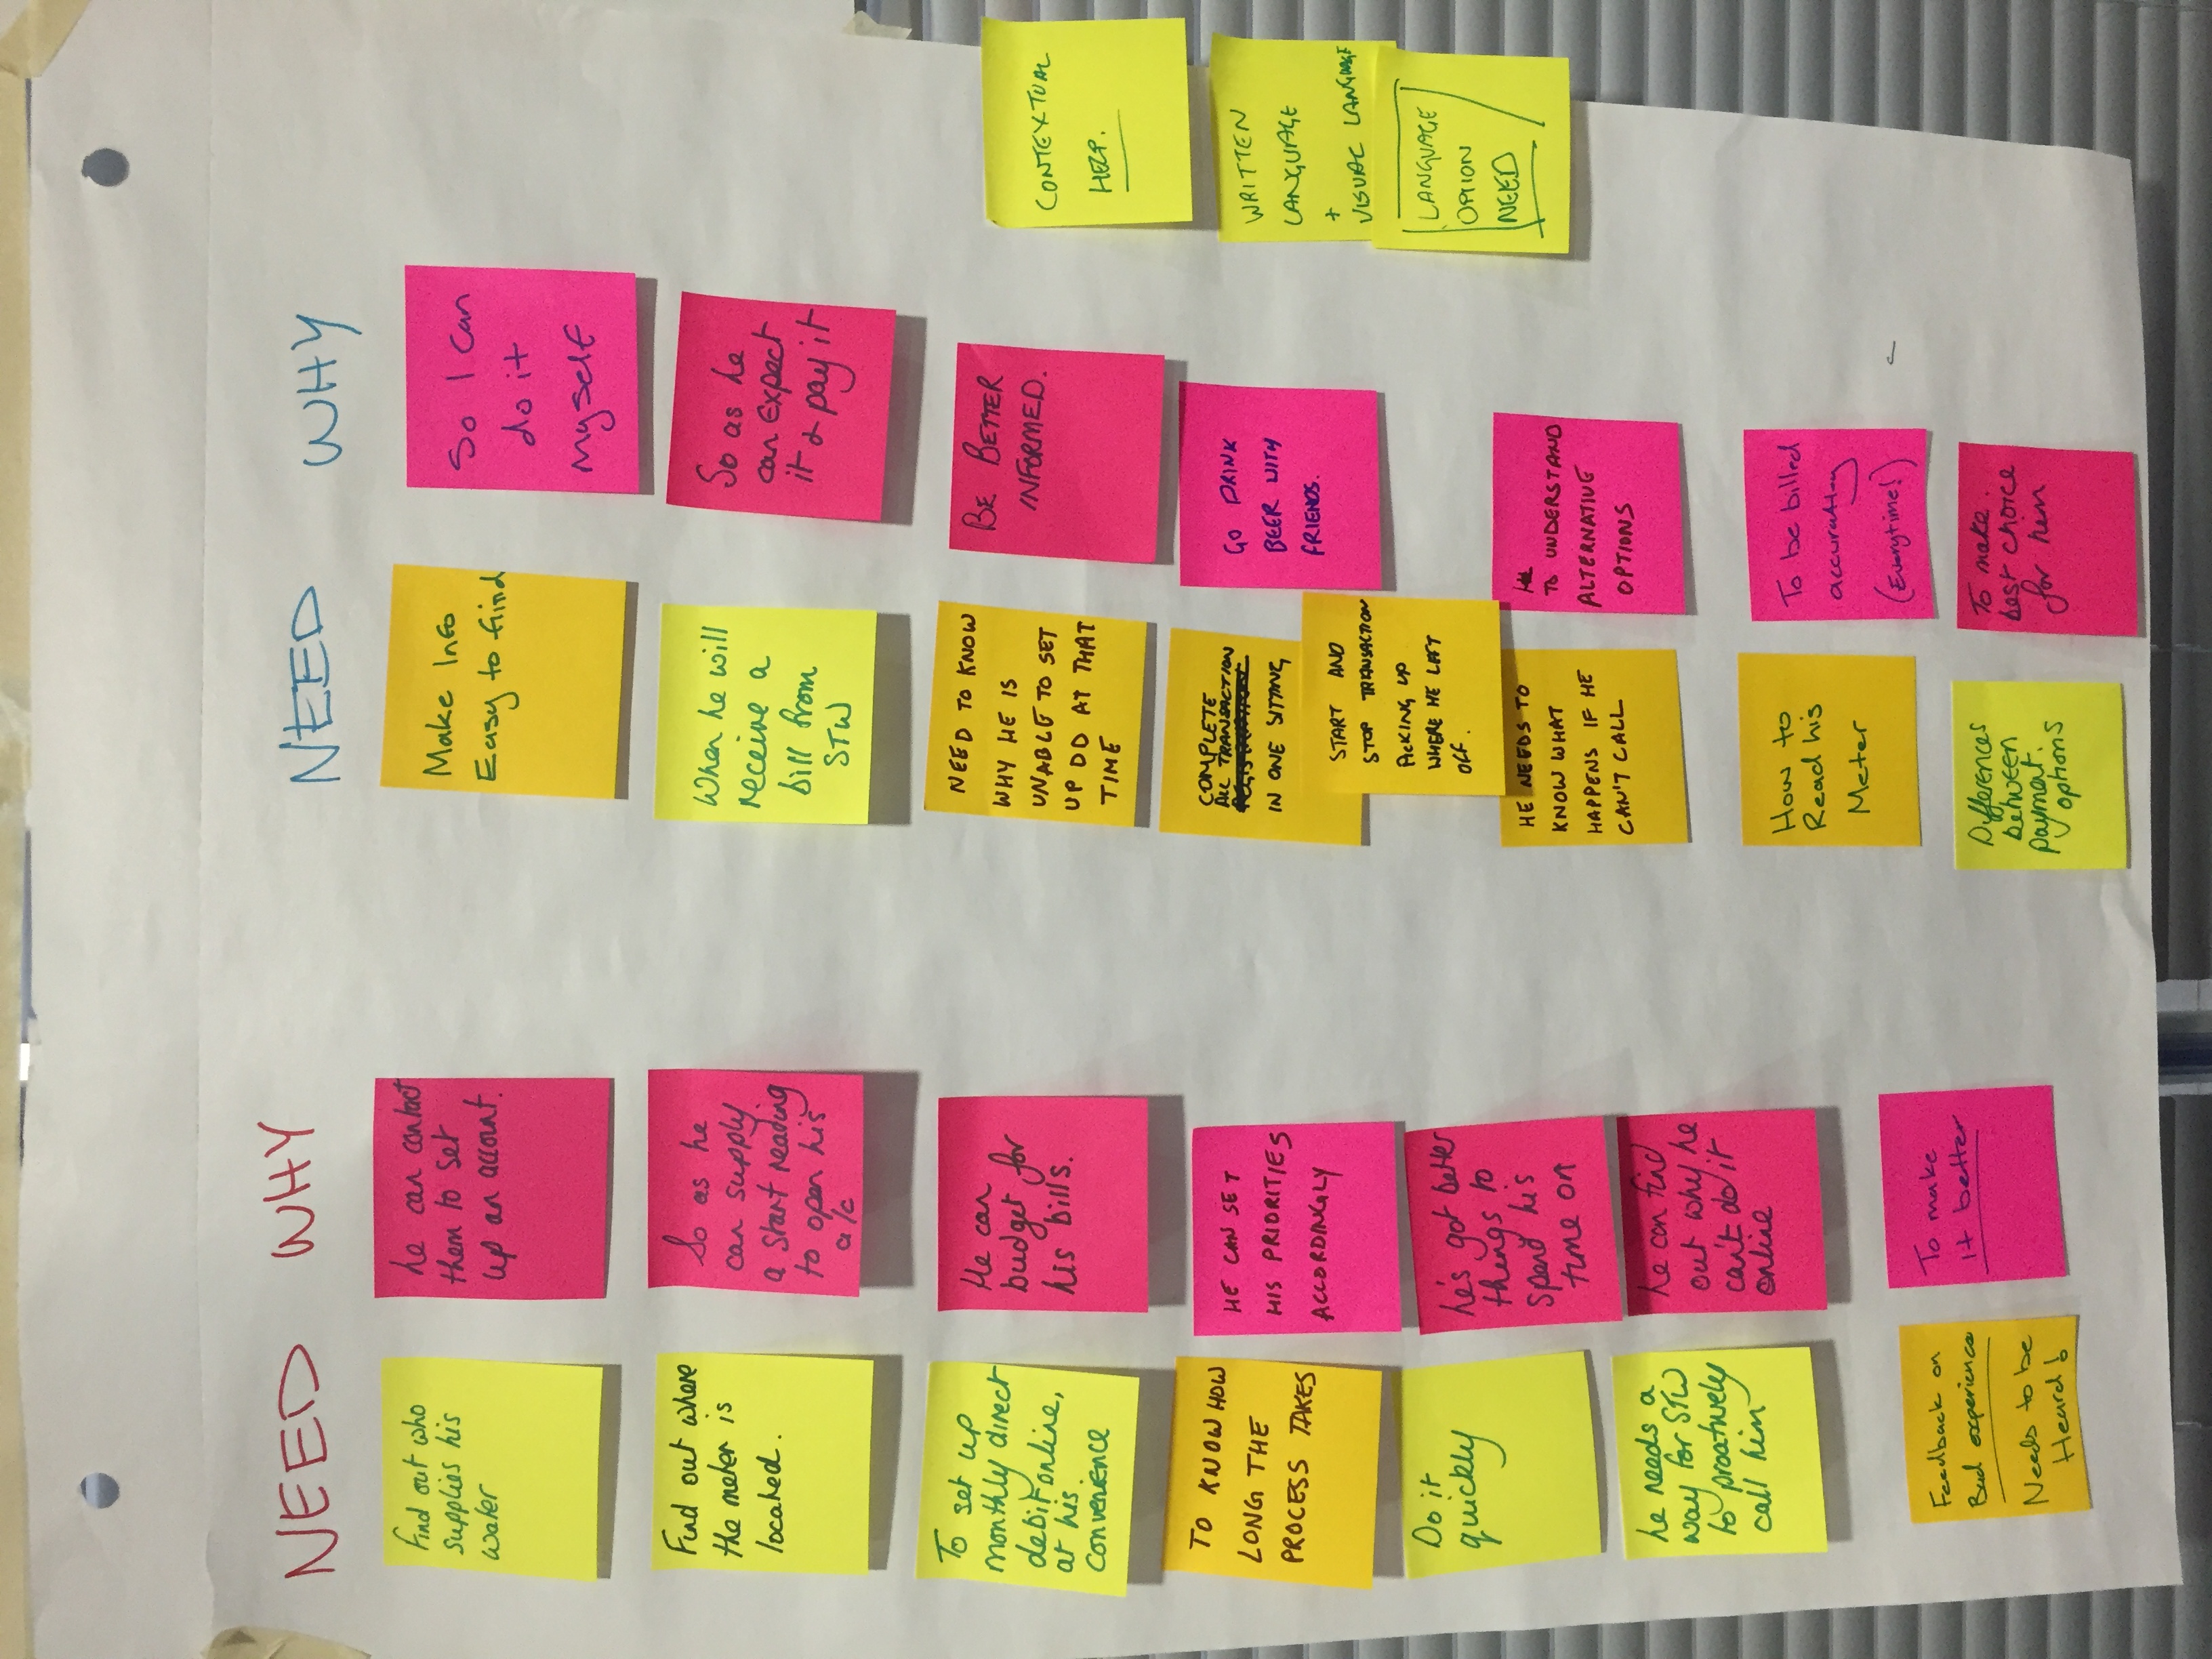 NEED WHY
Find out who
supplies his
water
he can contact
them to set
up an account.
Find out where
the meter is
located.
So as he
can supply
a start reading
to open his
a/c
To set up
monthly direct
debit online,
at his
convenience
He can
budget for
his bills.
TO KNOW HOW
LONG THE
PROCESS TAKES
HE CAN SET
HIS PRIORITIES
ACCORDINGLY
Do it
quickly
he's got better
things to
spend his
time on
he needs a
way for STW
to proatively
call him
he can find
out why he
can't do it
online
Feedback on
Bad experience
Needs to be
Heard!
To make
it better
NEED WHY
Make Info
Easy to find
So I Can
do it
myself
When he will
receive a
bill from
STW
So as he
can expect
it & pay it
NEED TO KNOW
WHY HE IS
UNABLE TO SET
UP DD AT THAT
TIME
BE BETTER
INFORMED.
COMPLETE
ALL TRANSACTION
IN ONE SITTING
START AND
STOP TRANSACTION
PICKING UP
WHERE HE LEFT
OFF.
GO DRINK
BEER WITH
FRIENDS.
HE NEEDS TO
KNOW WHAT
HAPPENS IF HE
CAN'T CALL
TO UNDERSTAND
ALTERNATIVE
OPTIONS
How to
Read his
Meter
To be billed
accuratley
(Everytime!)
Differences
between
payment.
options
To make.
best choice
for him
CONTEXTUAL
HELP.
WRITTEN
LANGUAGE
+
VISUAL LANGUAGE
LANGUAGE
OPTION
NEED